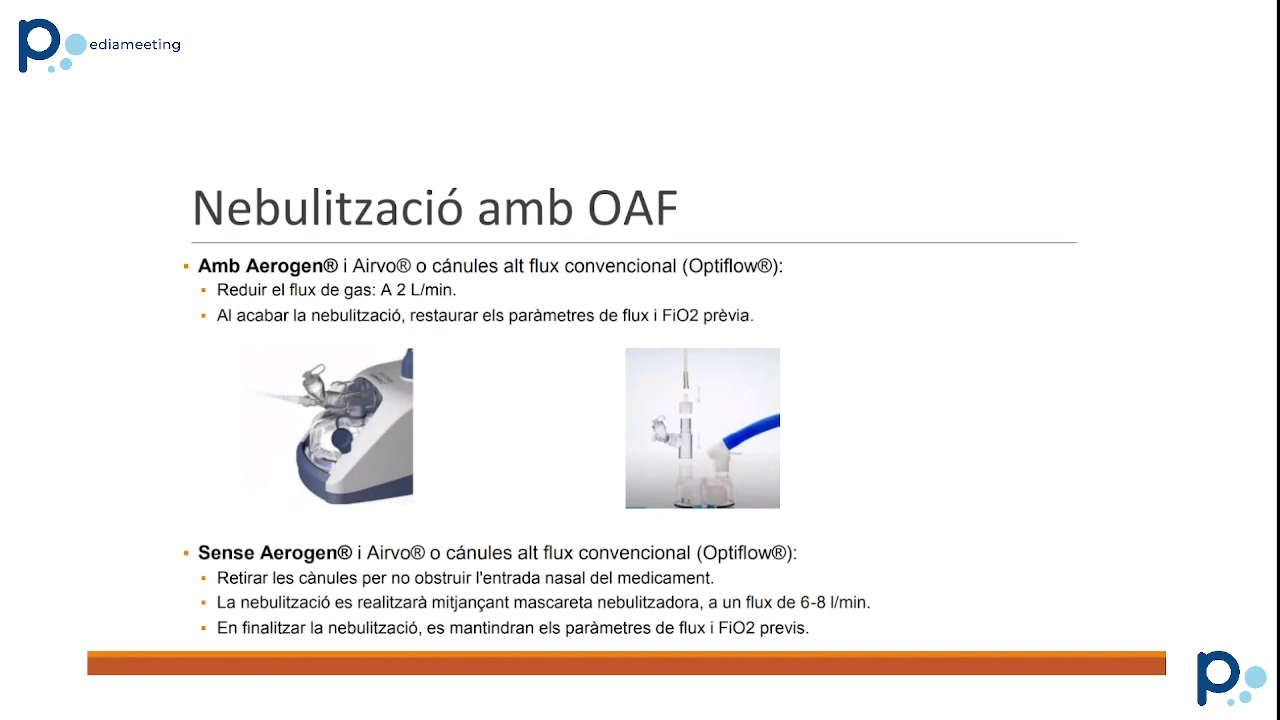 Pediameeting
Nebulització amb OAF
Amb Aerogen® i Airvo® o cánules alt flux convencional (Optiflow®):
Reduir el flux de gas: A 2 L/min.
Al acabar la nebulització, restaurar els paràmetres de flux i FiO2 prèvia.
Sense Aerogen® i Airvo® o cánules alt flux convencional (Optiflow®):
Retirar les cànules per no obstruir l'entrada nasal del medicament.
La nebulització es realitzarà mitjançant mascareta nebulitzadora, a un flux de 6-8 l/min.
En finalitzar la nebulització, es mantindran els paràmetres de flux i FiO2 previs.
p